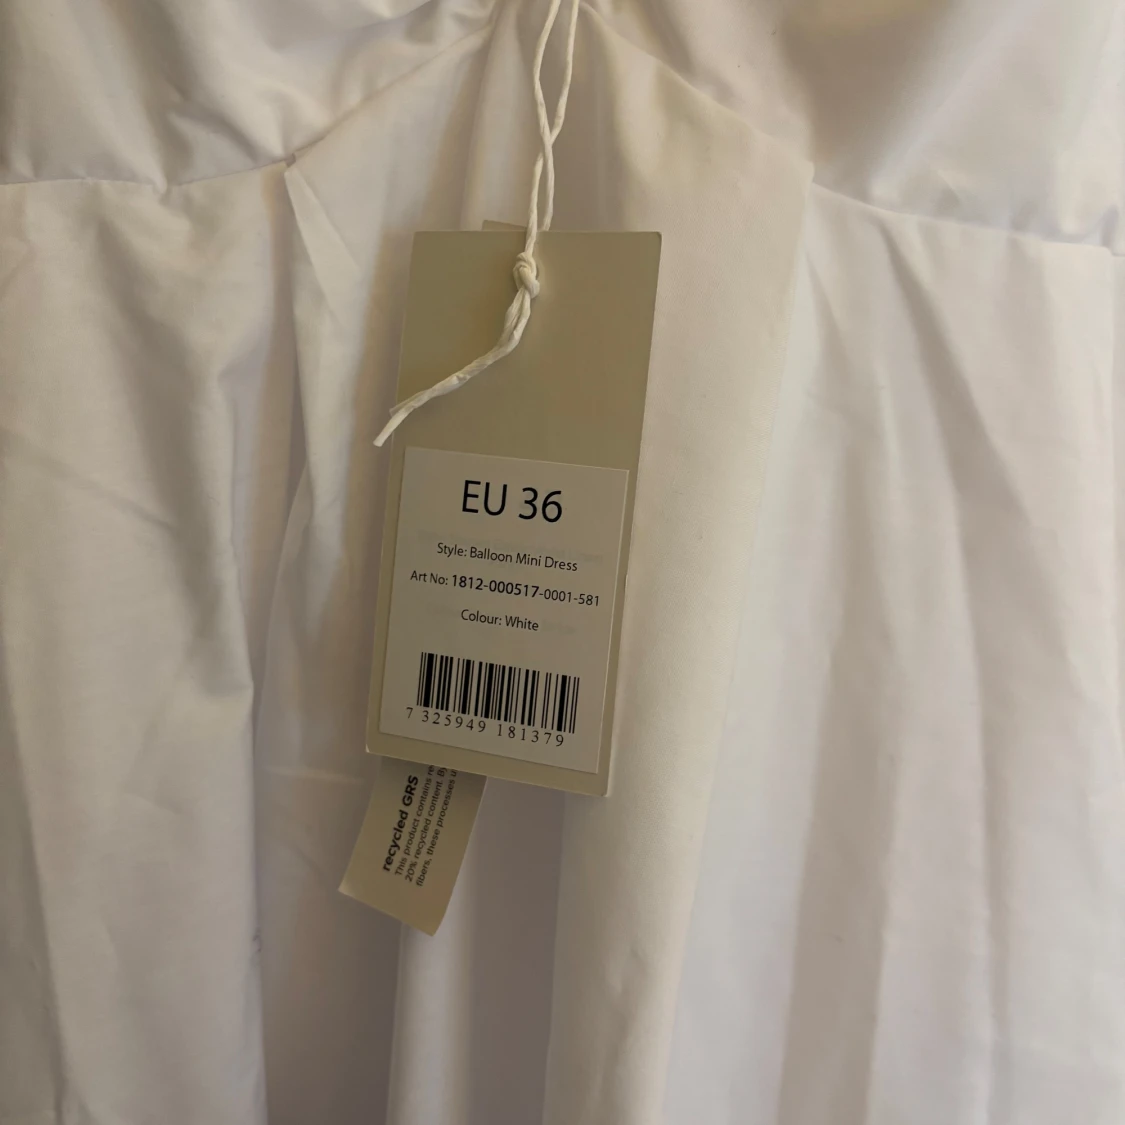 EU 36
Style: Balloon Mini Dress
Art No: 1812-000517-0001-581
Colour: White
7 325949 181379
recycled GRS
This product contains
20% recycled content.
fibers, these processes